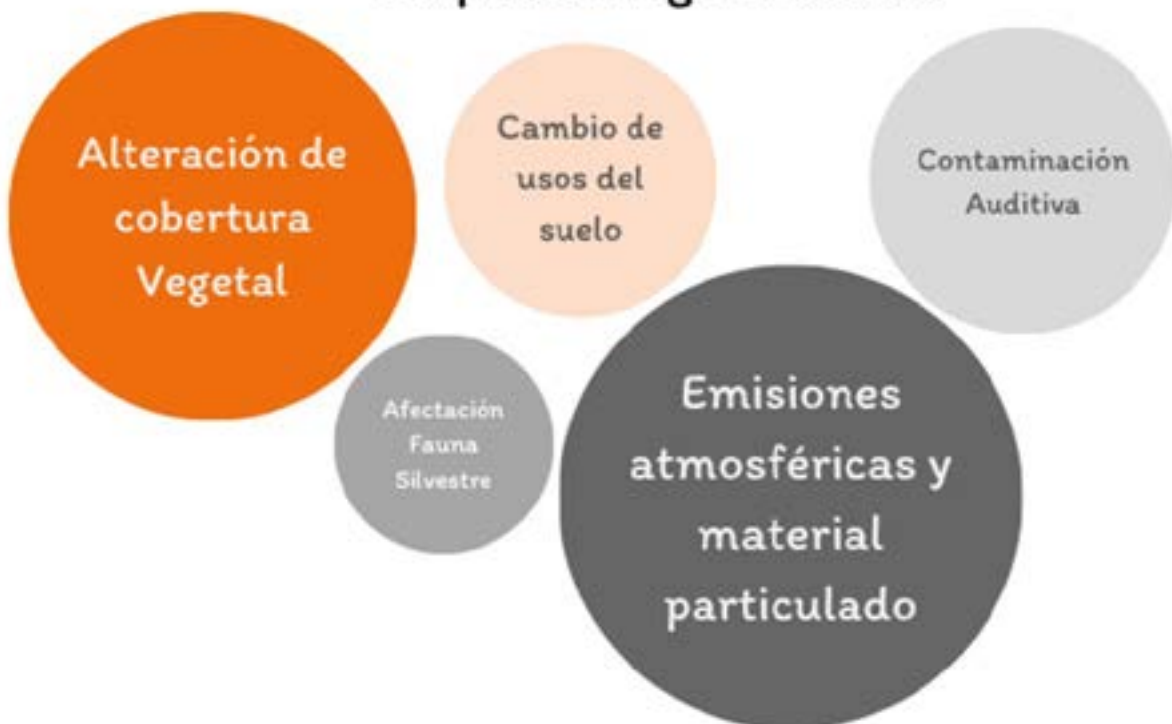 Alteración de
cobertura
Vegetal
Cambio de
usos del
suelo
Contaminación
Auditiva
Afectación
Fauna
Silvestre
Emisiones
atmosféricas y
material
particulado